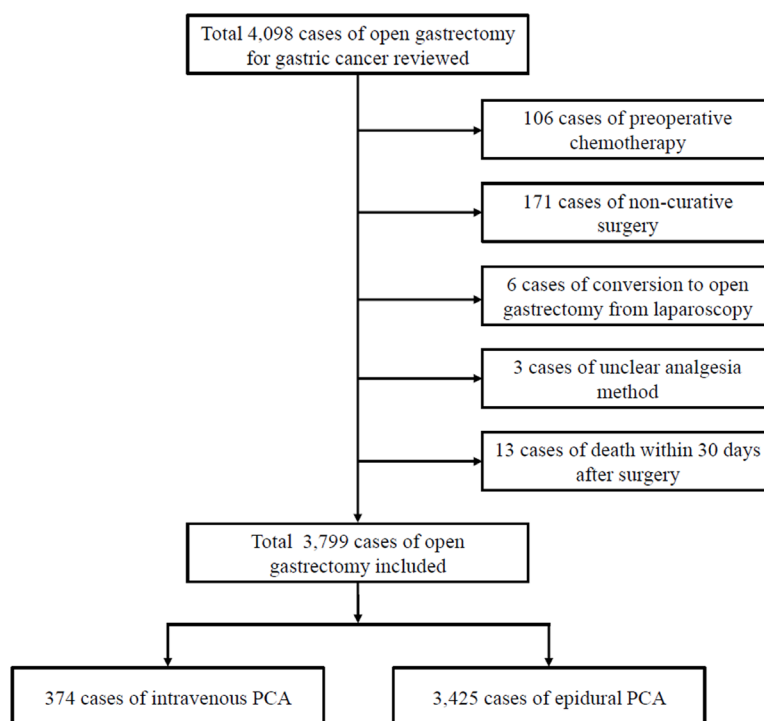 Total 4,098 cases of open gastrectomy
for gastric cancer reviewed
106 cases of preoperative
chemotherapy
171 cases of non-curative
surgery
6 cases of conversion to open
gastrectomy from laparoscopy
3 cases of unclear analgesia
method
13 cases of death within 30 days
after surgery
Total 3,799 cases of open
gastrectomy included
374 cases of intravenous PCA
3,425 cases of epidural PCA